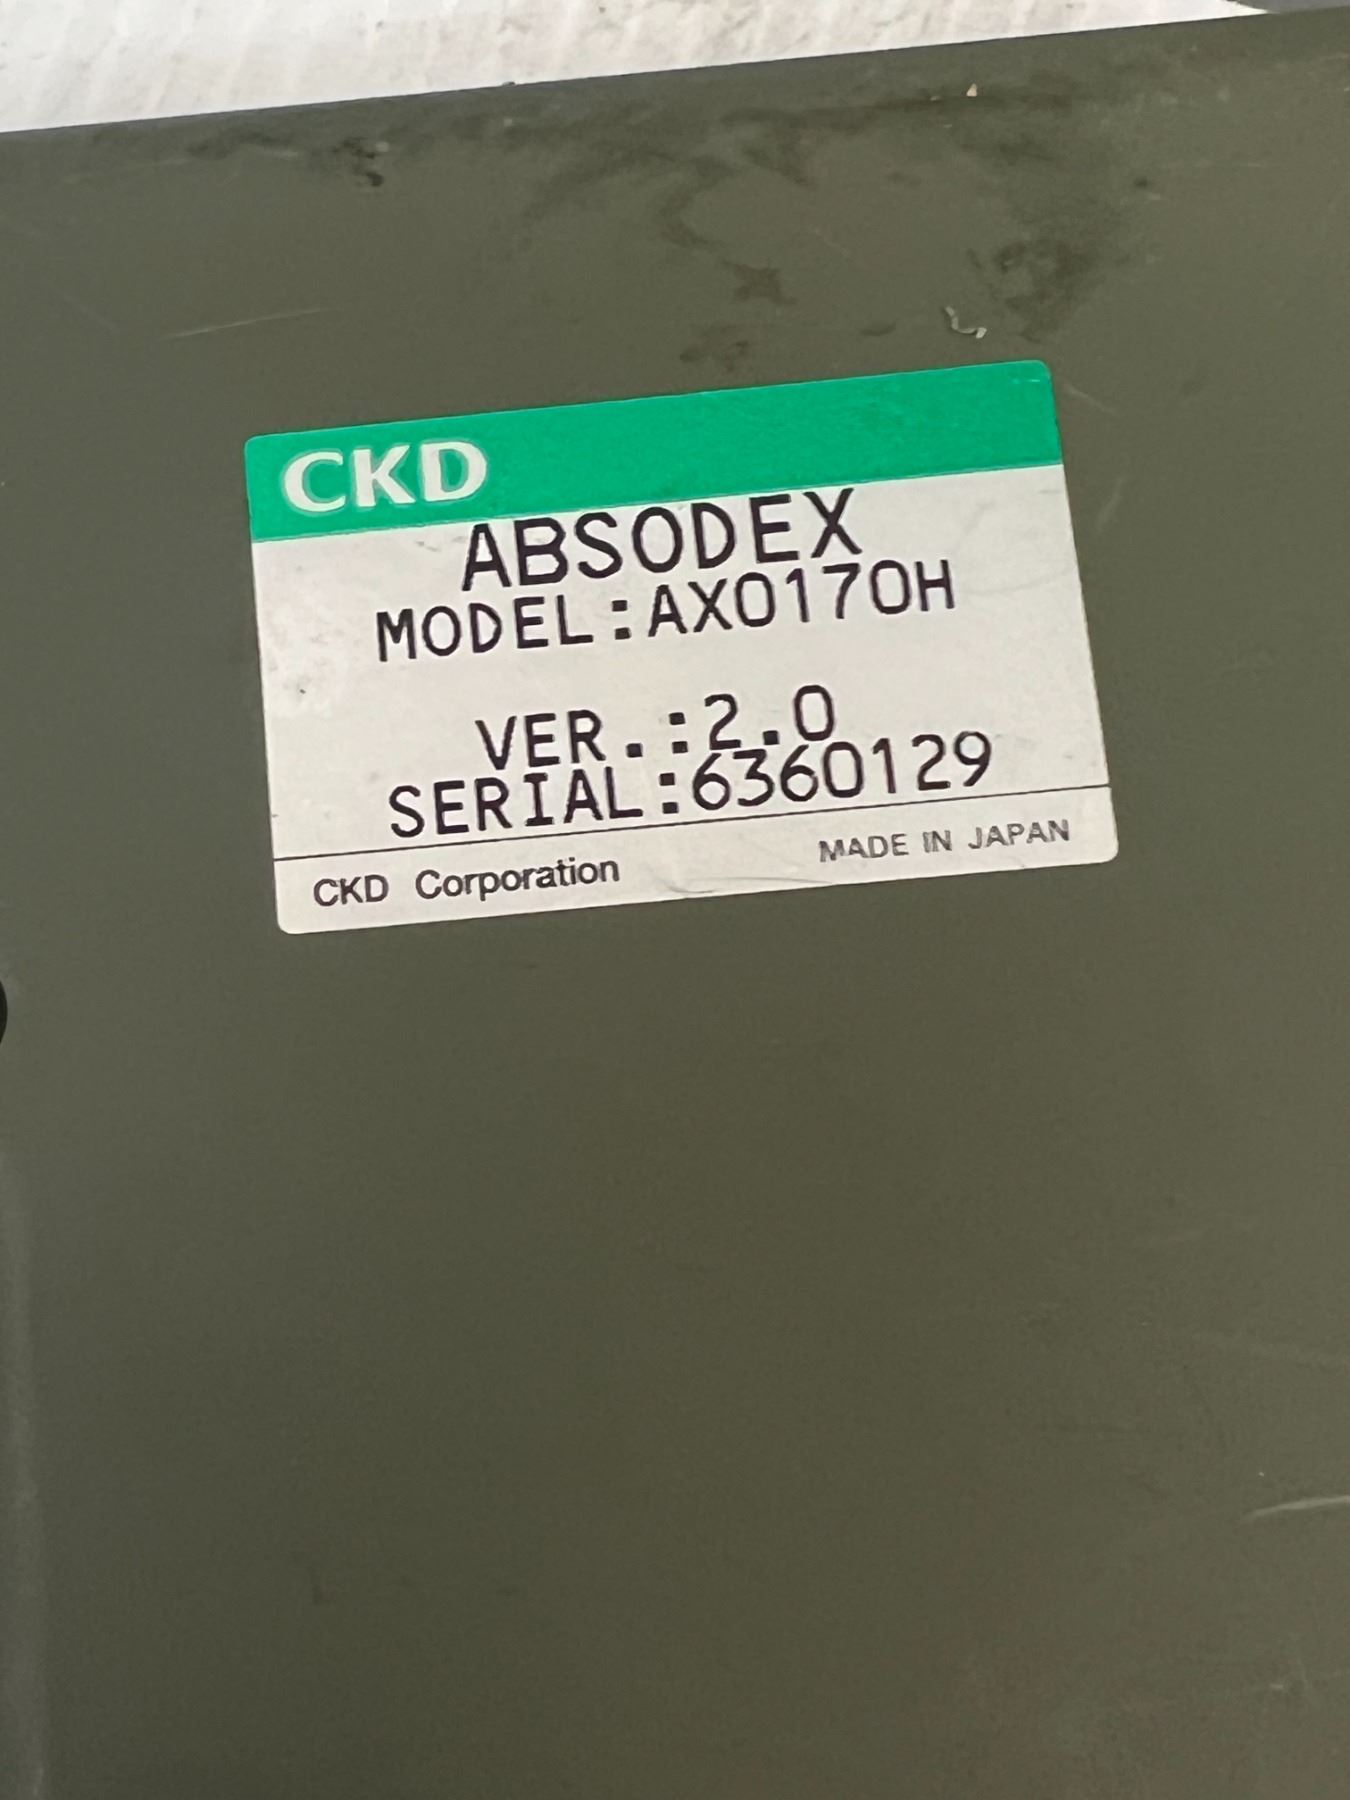 CKD
ABSODEX
MODEL:AX0170H
VER.:2.0
SERIAL:6360129
CKD Corporation
MADE IN JAPAN